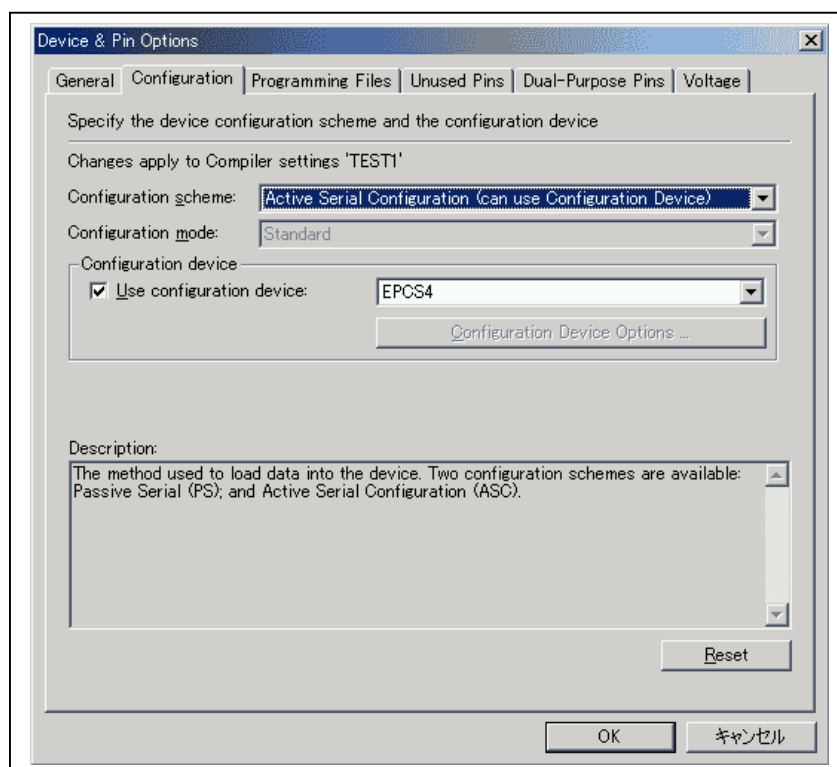 Device & Pin Options
General Configuration Programming Files Unused Pins Dual-Purpose Pins Voltage
Specify the device configuration scheme and the configuration device
Changes apply to Compiler settings 'TEST1'
Configuration scheme: Active Serial Configuration (can use Configuration Device)
Configuration mode: Standard
Configuration device
Use configuration device: EPCS4
Configuration Device Options ...
Description:
The method used to load data into the device. Two configuration schemes are available:
Passive Serial (PS); and Active Serial Configuration (ASC).
Reset
OK キャンセル